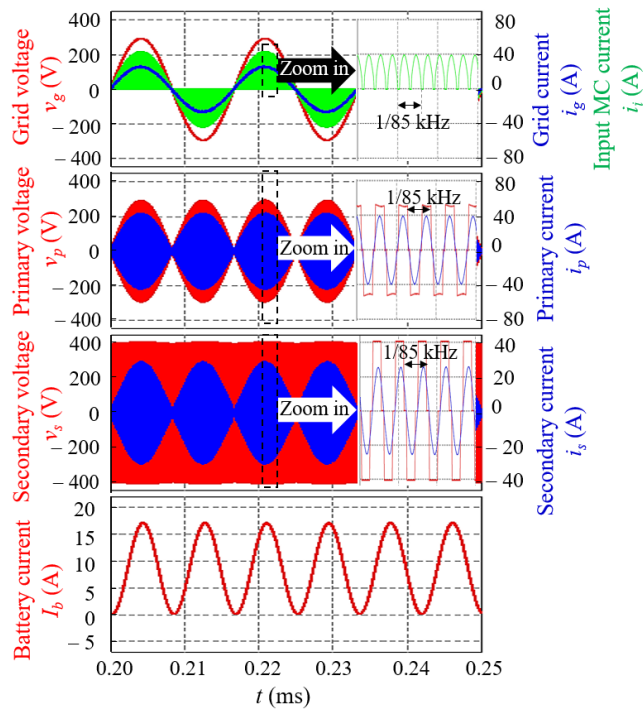 Grid voltage
v_g (V)
400
200
0
− 200
− 400
Zoom in
1/85 kHz
80
40
0
− 40
− 80
Grid current
i_g (A)
Input MC current
i_i (A)
Primary voltage
v_p (V)
400
200
0
− 200
− 400
Zoom in
1/85 kHz
80
40
0
− 40
− 80
Primary current
i_p (A)
Secondary voltage
v_s (V)
400
200
0
− 200
− 400
Zoom in
1/85 kHz
40
20
0
− 20
− 40
Secondary current
i_s (A)
Battery current
I_b (A)
20
15
10
5
0
− 5
0.20 0.21 0.22 0.23 0.24 0.25
t (ms)